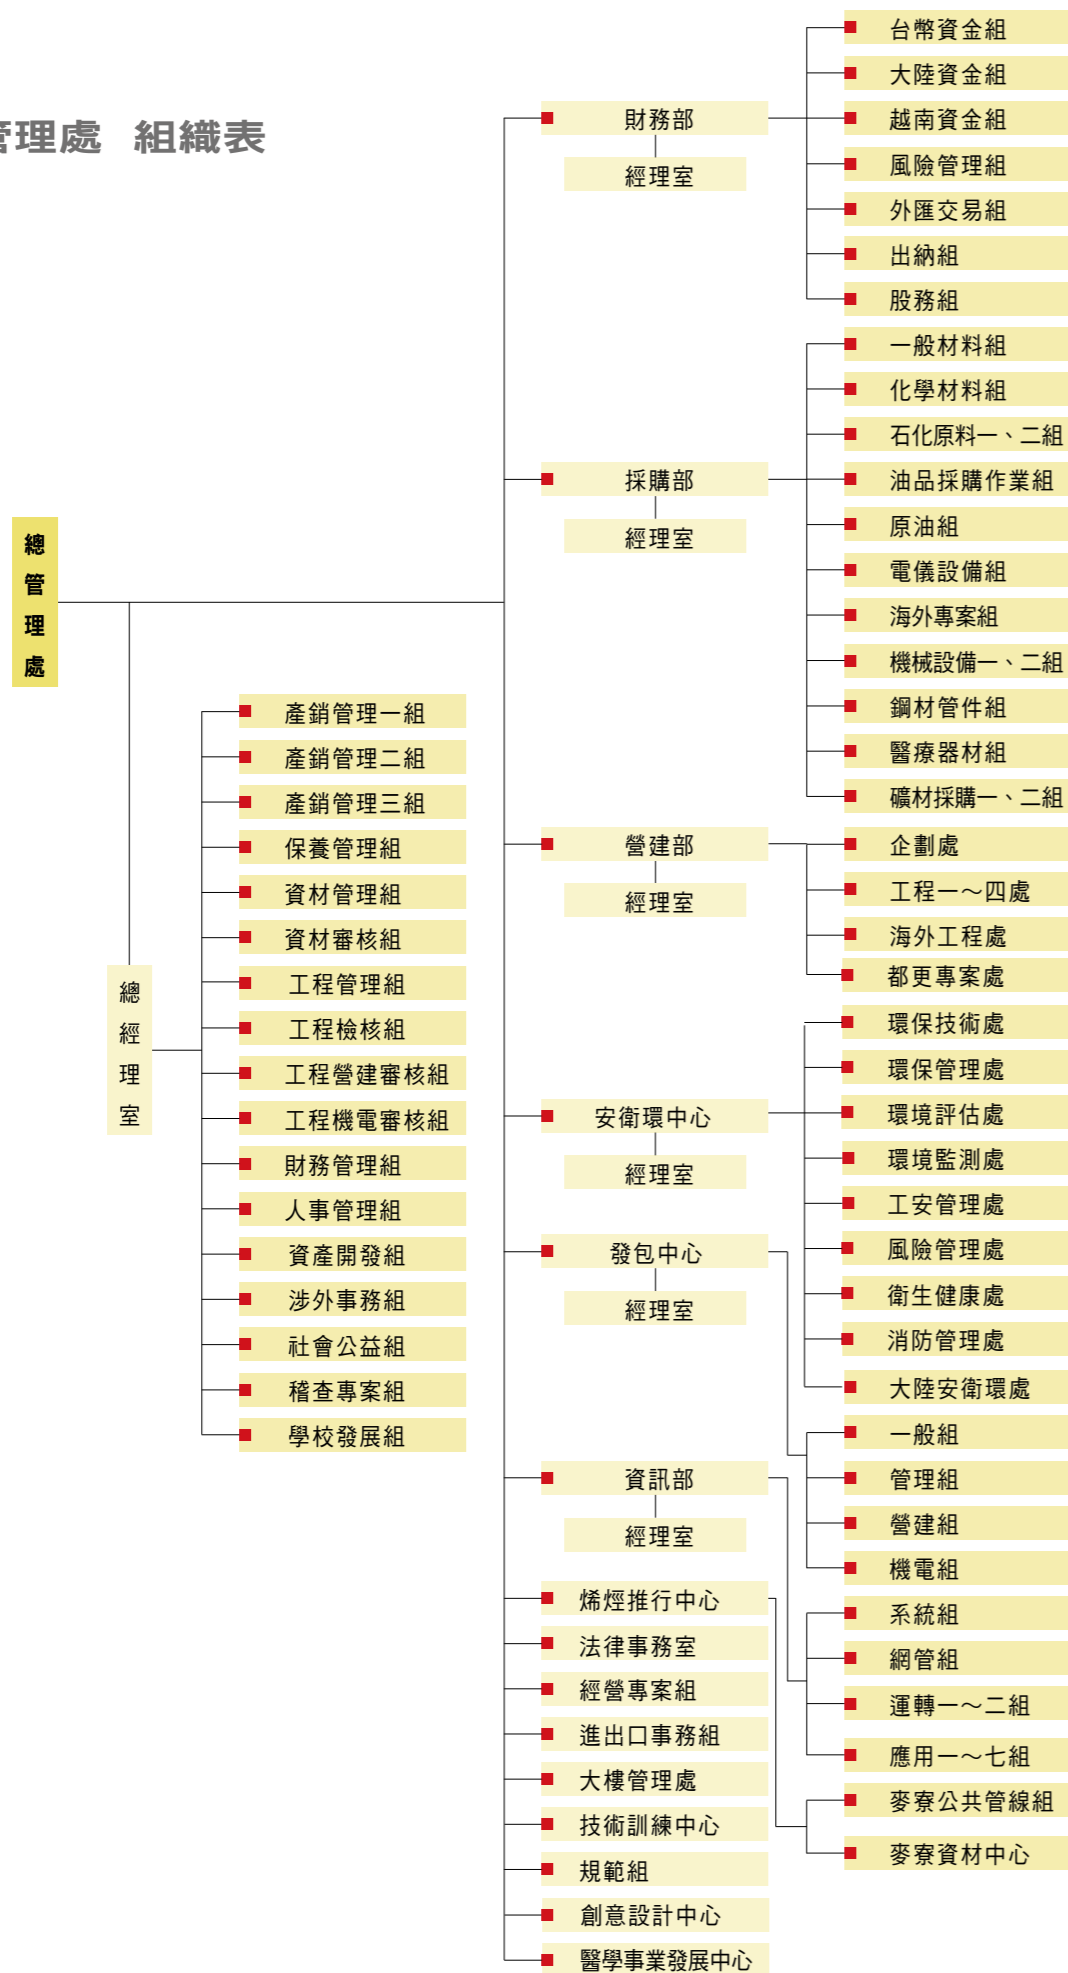 管理處 組織表
總管理處
總經理室
產銷管理一組
產銷管理二組
產銷管理三組
保養管理組
資材管理組
資材審核組
工程管理組
工程檢核組
工程營建審核組
工程機電審核組
財務管理組
人事管理組
資產開發組
涉外事務組
社會公益組
稽查專案組
學校發展組
財務部
經理室
台幣資金組
大陸資金組
越南資金組
風險管理組
外匯交易組
出納組
股務組
採購部
經理室
一般材料組
化學材料組
石化原料一、二組
油品採購作業組
原油組
電儀設備組
海外專案組
機械設備一、二組
鋼材管件組
醫療器材組
礦材採購一、二組
營建部
經理室
企劃處
工程一～四處
海外工程處
都更專案處
安衛環中心
經理室
環保技術處
環保管理處
環境評估處
環境監測處
工安管理處
風險管理處
衛生健康處
消防管理處
大陸安衛環處
發包中心
經理室
一般組
管理組
營建組
機電組
資訊部
經理室
系統組
網管組
運轉一～二組
應用一～七組
烯烴推行中心
麥寮公共管線組
麥寮資材中心
法律事務室
經營專案組
進出口事務組
大樓管理處
技術訓練中心
規範組
創意設計中心
醫學事業發展中心